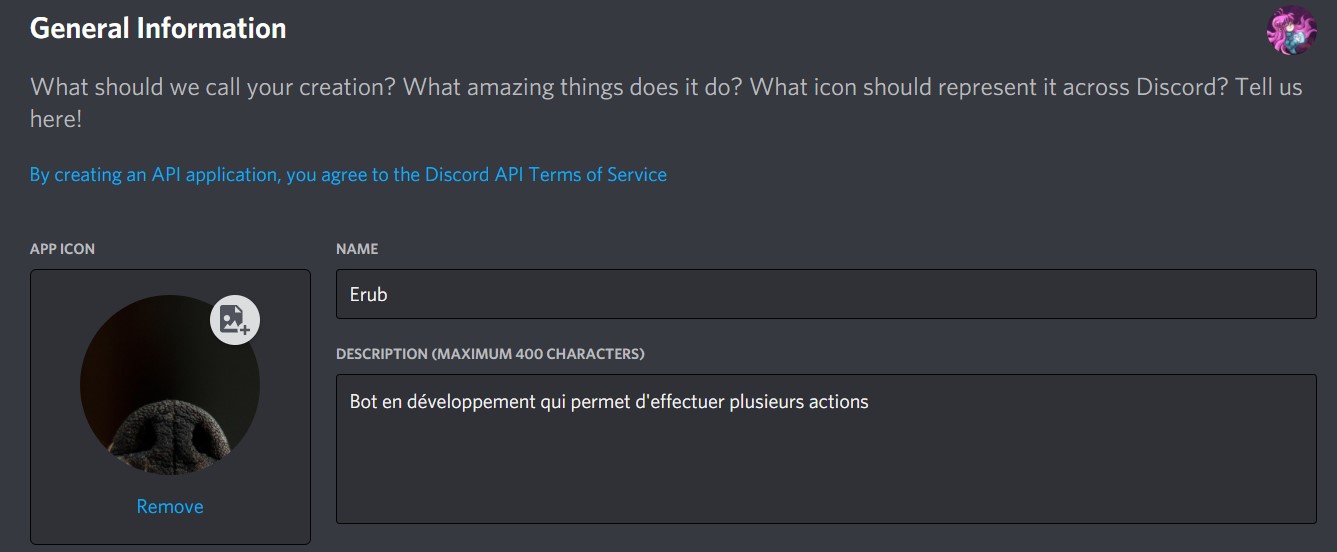 General Information
What should we call your creation? What amazing things does it do? What icon should represent it across Discord? Tell us
here!
By creating an API application, you agree to the Discord API Terms of Service
APP ICON
Remove
NAME
Erub
DESCRIPTION (MAXIMUM 400 CHARACTERS)
Bot en développement qui permet d'effectuer plusieurs actions